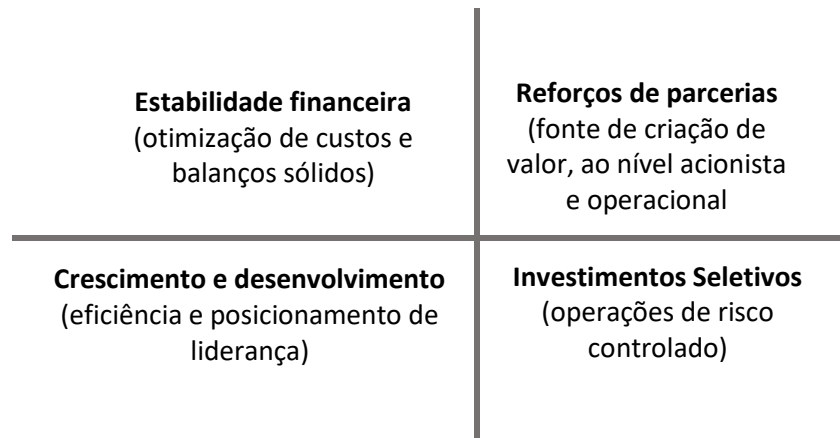 Estabilidade financeira
(otimização de custos e
balanços sólidos)
Reforços de parcerias
(fonte de criação de
valor, ao nível acionista
e operacional
Crescimento e desenvolvimento
(eficiência e posicionamento de
liderança)
Investimentos Seletivos
(operações de risco
controlado)